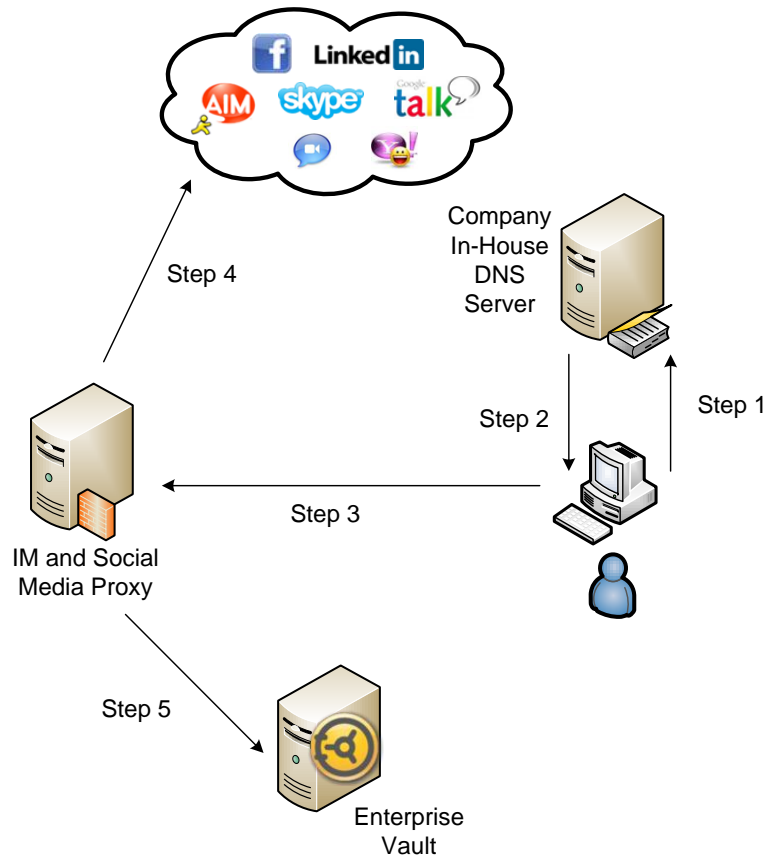 f Linked in
AIM skype Google talk
Y!
Company
In-House
DNS
Server
Step 4
Step 2
Step 1
Step 3
IM and Social
Media Proxy
Step 5
Enterprise
Vault